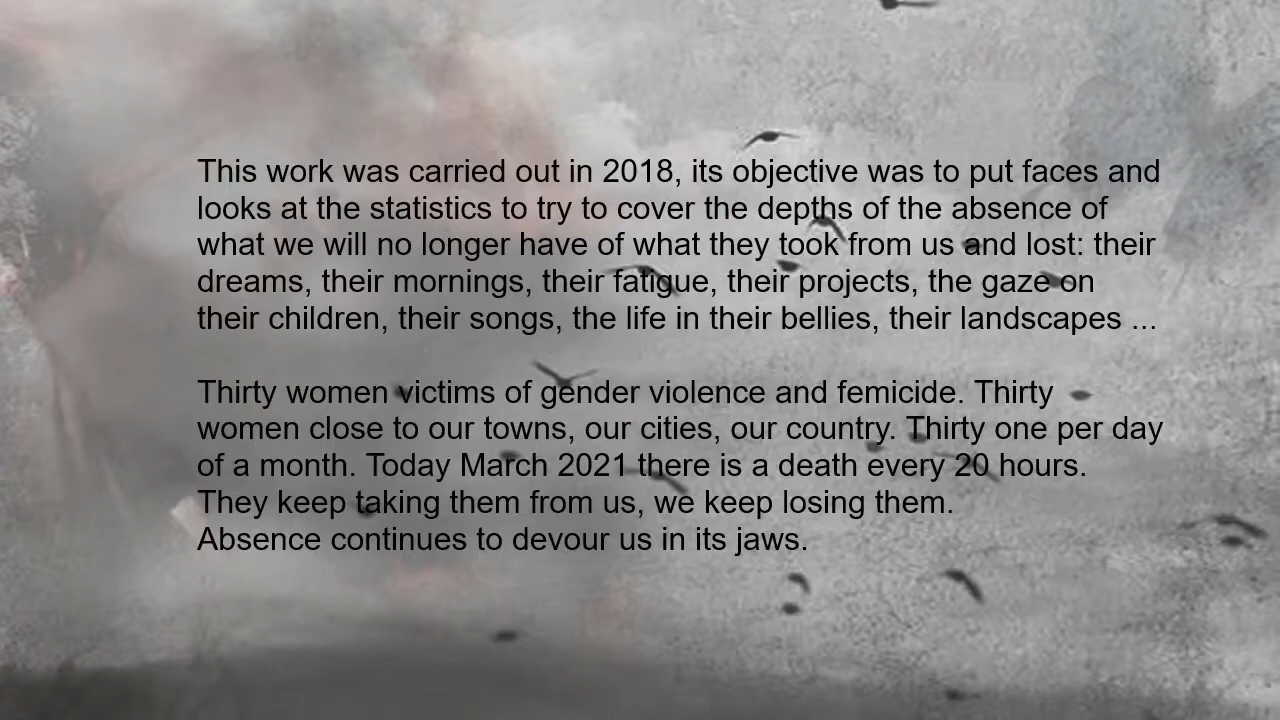 This work was carried out in 2018, its objective was to put faces and
looks at the statistics to try to cover the depths of the absence of
what we will no longer have of what they took from us and lost: their
dreams, their mornings, their fatigue, their projects, the gaze on
their children, their songs, the life in their bellies, their landscapes ...
Thirty women victims of gender violence and femicide. Thirty
women close to our towns, our cities, our country. Thirty one per day
of a month. Today March 2021 there is a death every 20 hours.
They keep taking them from us, we keep losing them.
Absence continues to devour us in its jaws.